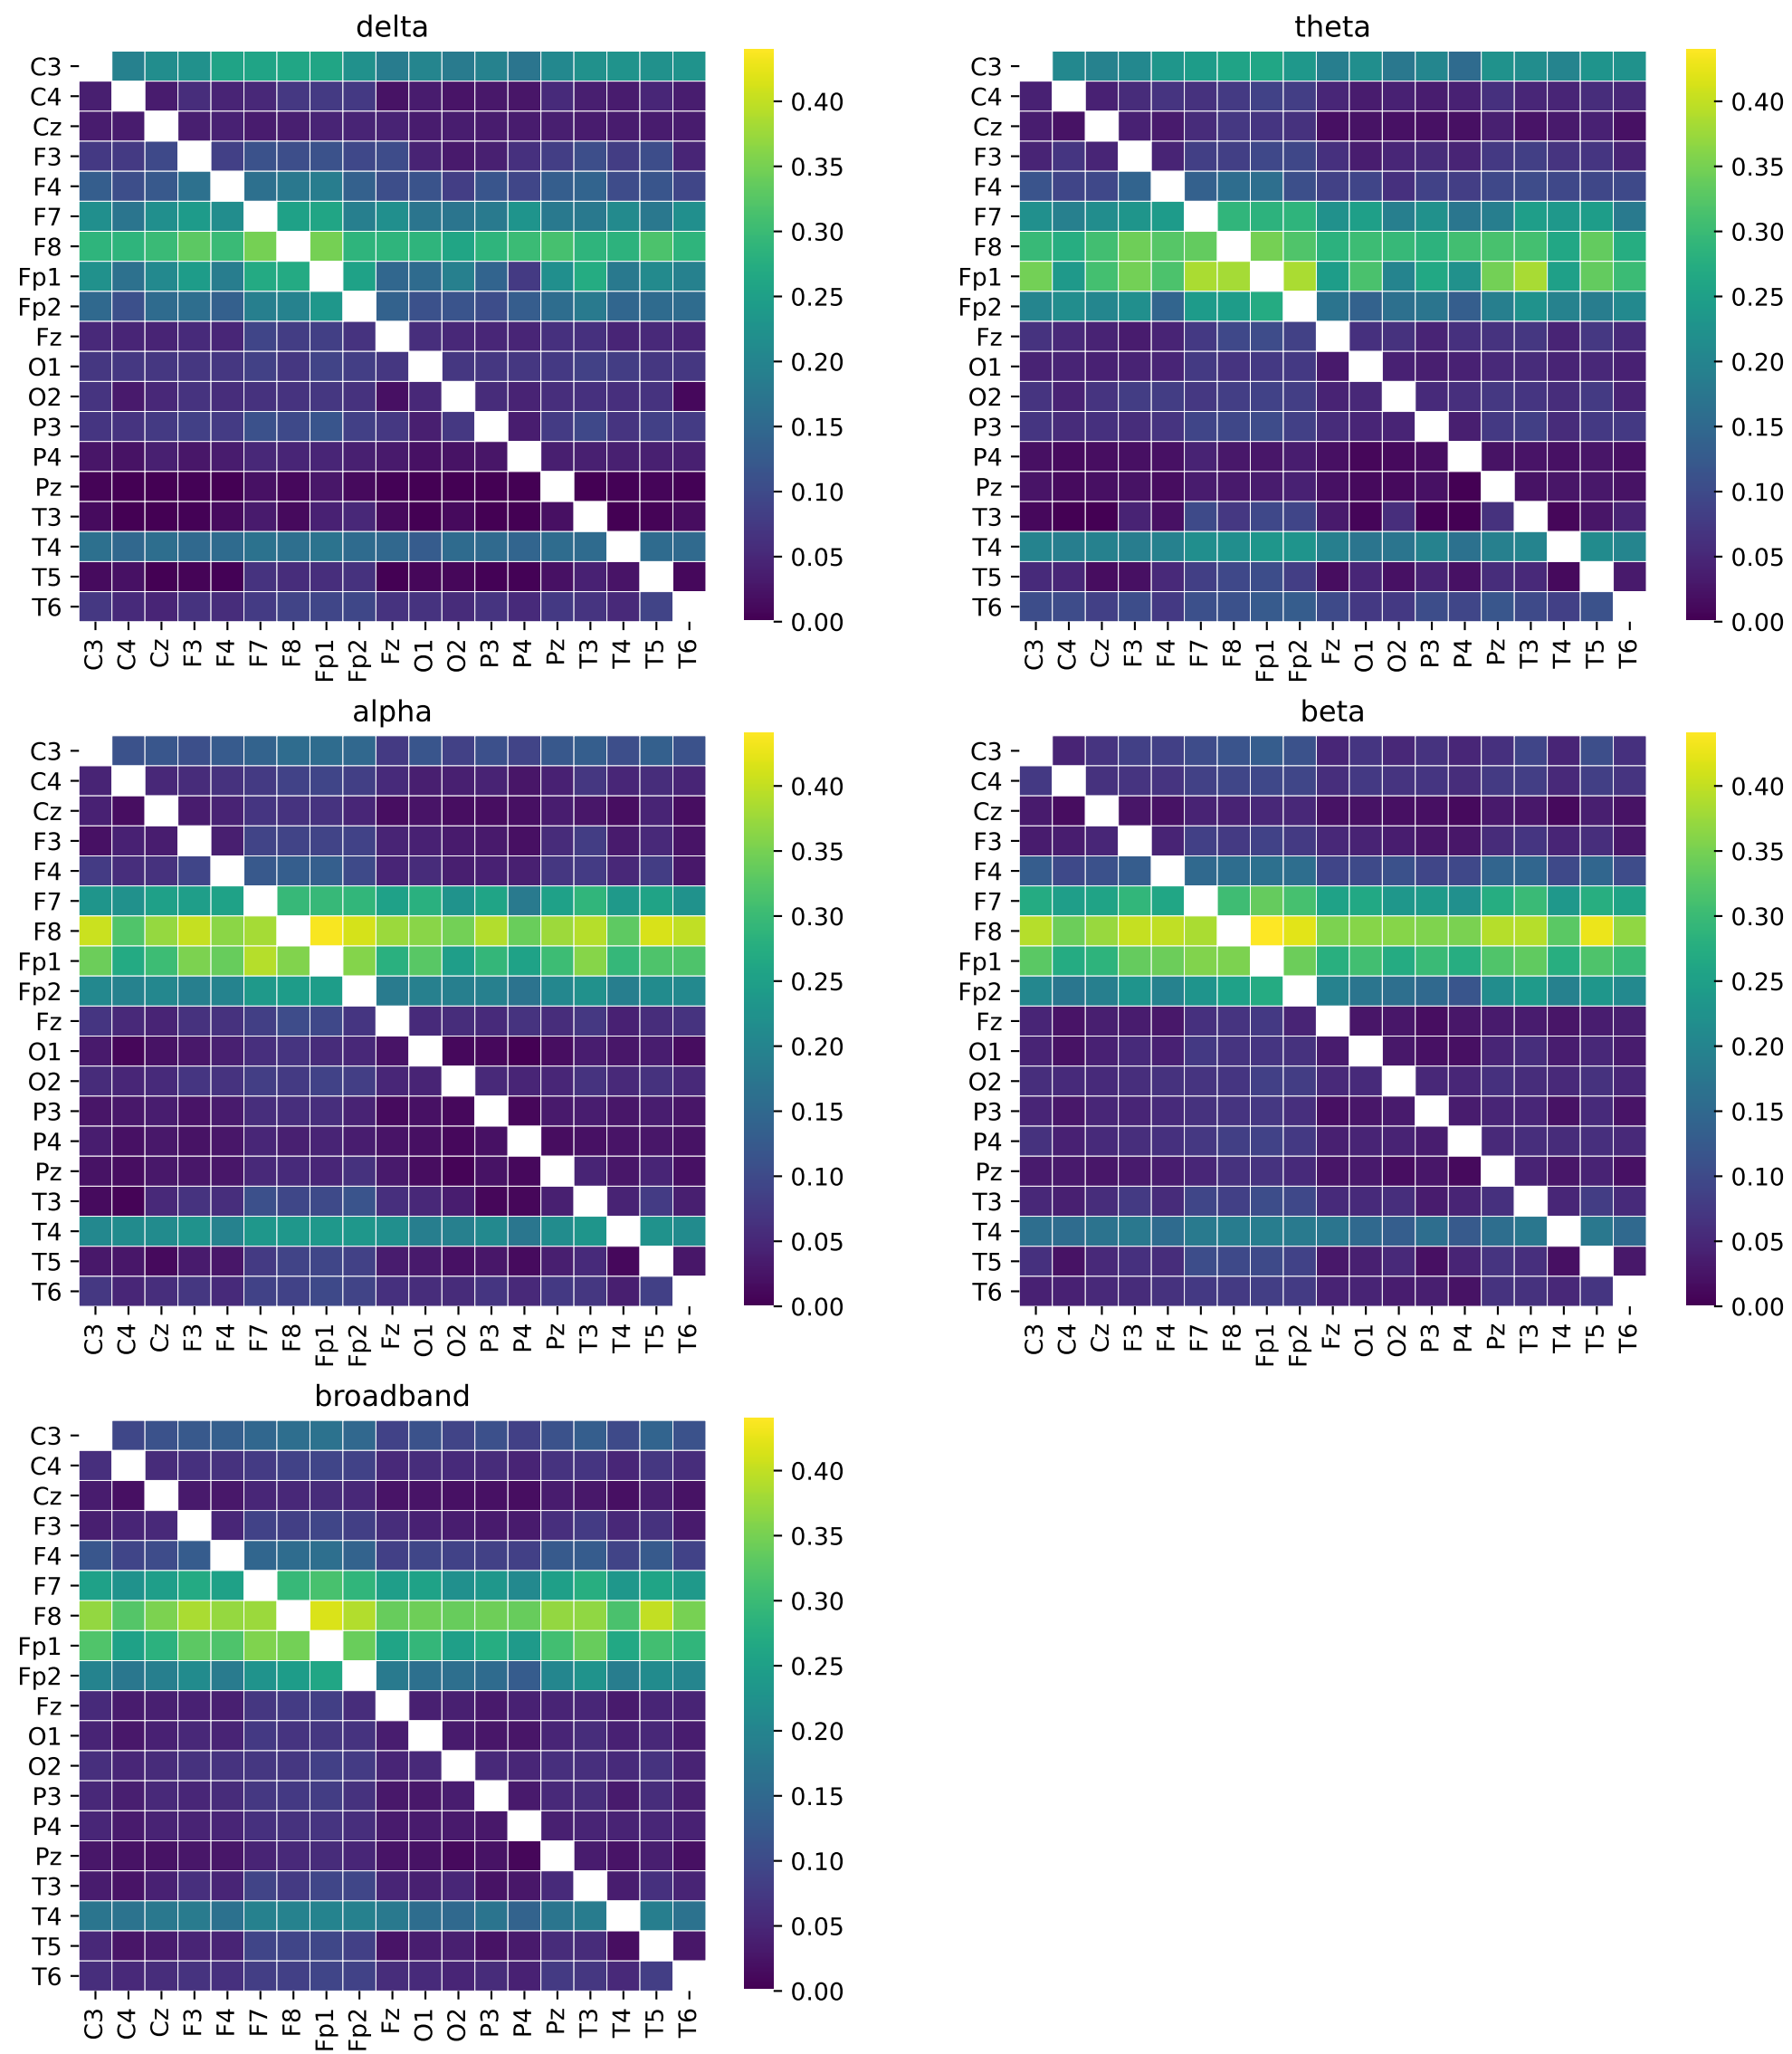 delta
C3
C4
Cz
F3
F4
F7
F8
Fp1
Fp2
Fz
O1
O2
P3
P4
Pz
T3
T4
T5
T6
C3 C4 Cz F3 F4 F7 F8 Fp1 Fp2 Fz O1 O2 P3 P4 Pz T3 T4 T5 T6
0.40
0.35
0.30
0.25
0.20
0.15
0.10
0.05
0.00
theta
C3
C4
Cz
F3
F4
F7
F8
Fp1
Fp2
Fz
O1
O2
P3
P4
Pz
T3
T4
T5
T6
C3 C4 Cz F3 F4 F7 F8 Fp1 Fp2 Fz O1 O2 P3 P4 Pz T3 T4 T5 T6
0.40
0.35
0.30
0.25
0.20
0.15
0.10
0.05
0.00
alpha
C3
C4
Cz
F3
F4
F7
F8
Fp1
Fp2
Fz
O1
O2
P3
P4
Pz
T3
T4
T5
T6
C3 C4 Cz F3 F4 F7 F8 Fp1 Fp2 Fz O1 O2 P3 P4 Pz T3 T4 T5 T6
0.40
0.35
0.30
0.25
0.20
0.15
0.10
0.05
0.00
beta
C3
C4
Cz
F3
F4
F7
F8
Fp1
Fp2
Fz
O1
O2
P3
P4
Pz
T3
T4
T5
T6
C3 C4 Cz F3 F4 F7 F8 Fp1 Fp2 Fz O1 O2 P3 P4 Pz T3 T4 T5 T6
0.40
0.35
0.30
0.25
0.20
0.15
0.10
0.05
0.00
broadband
C3
C4
Cz
F3
F4
F7
F8
Fp1
Fp2
Fz
O1
O2
P3
P4
Pz
T3
T4
T5
T6
C3 C4 Cz F3 F4 F7 F8 Fp1 Fp2 Fz O1 O2 P3 P4 Pz T3 T4 T5 T6
0.40
0.35
0.30
0.25
0.20
0.15
0.10
0.05
0.00